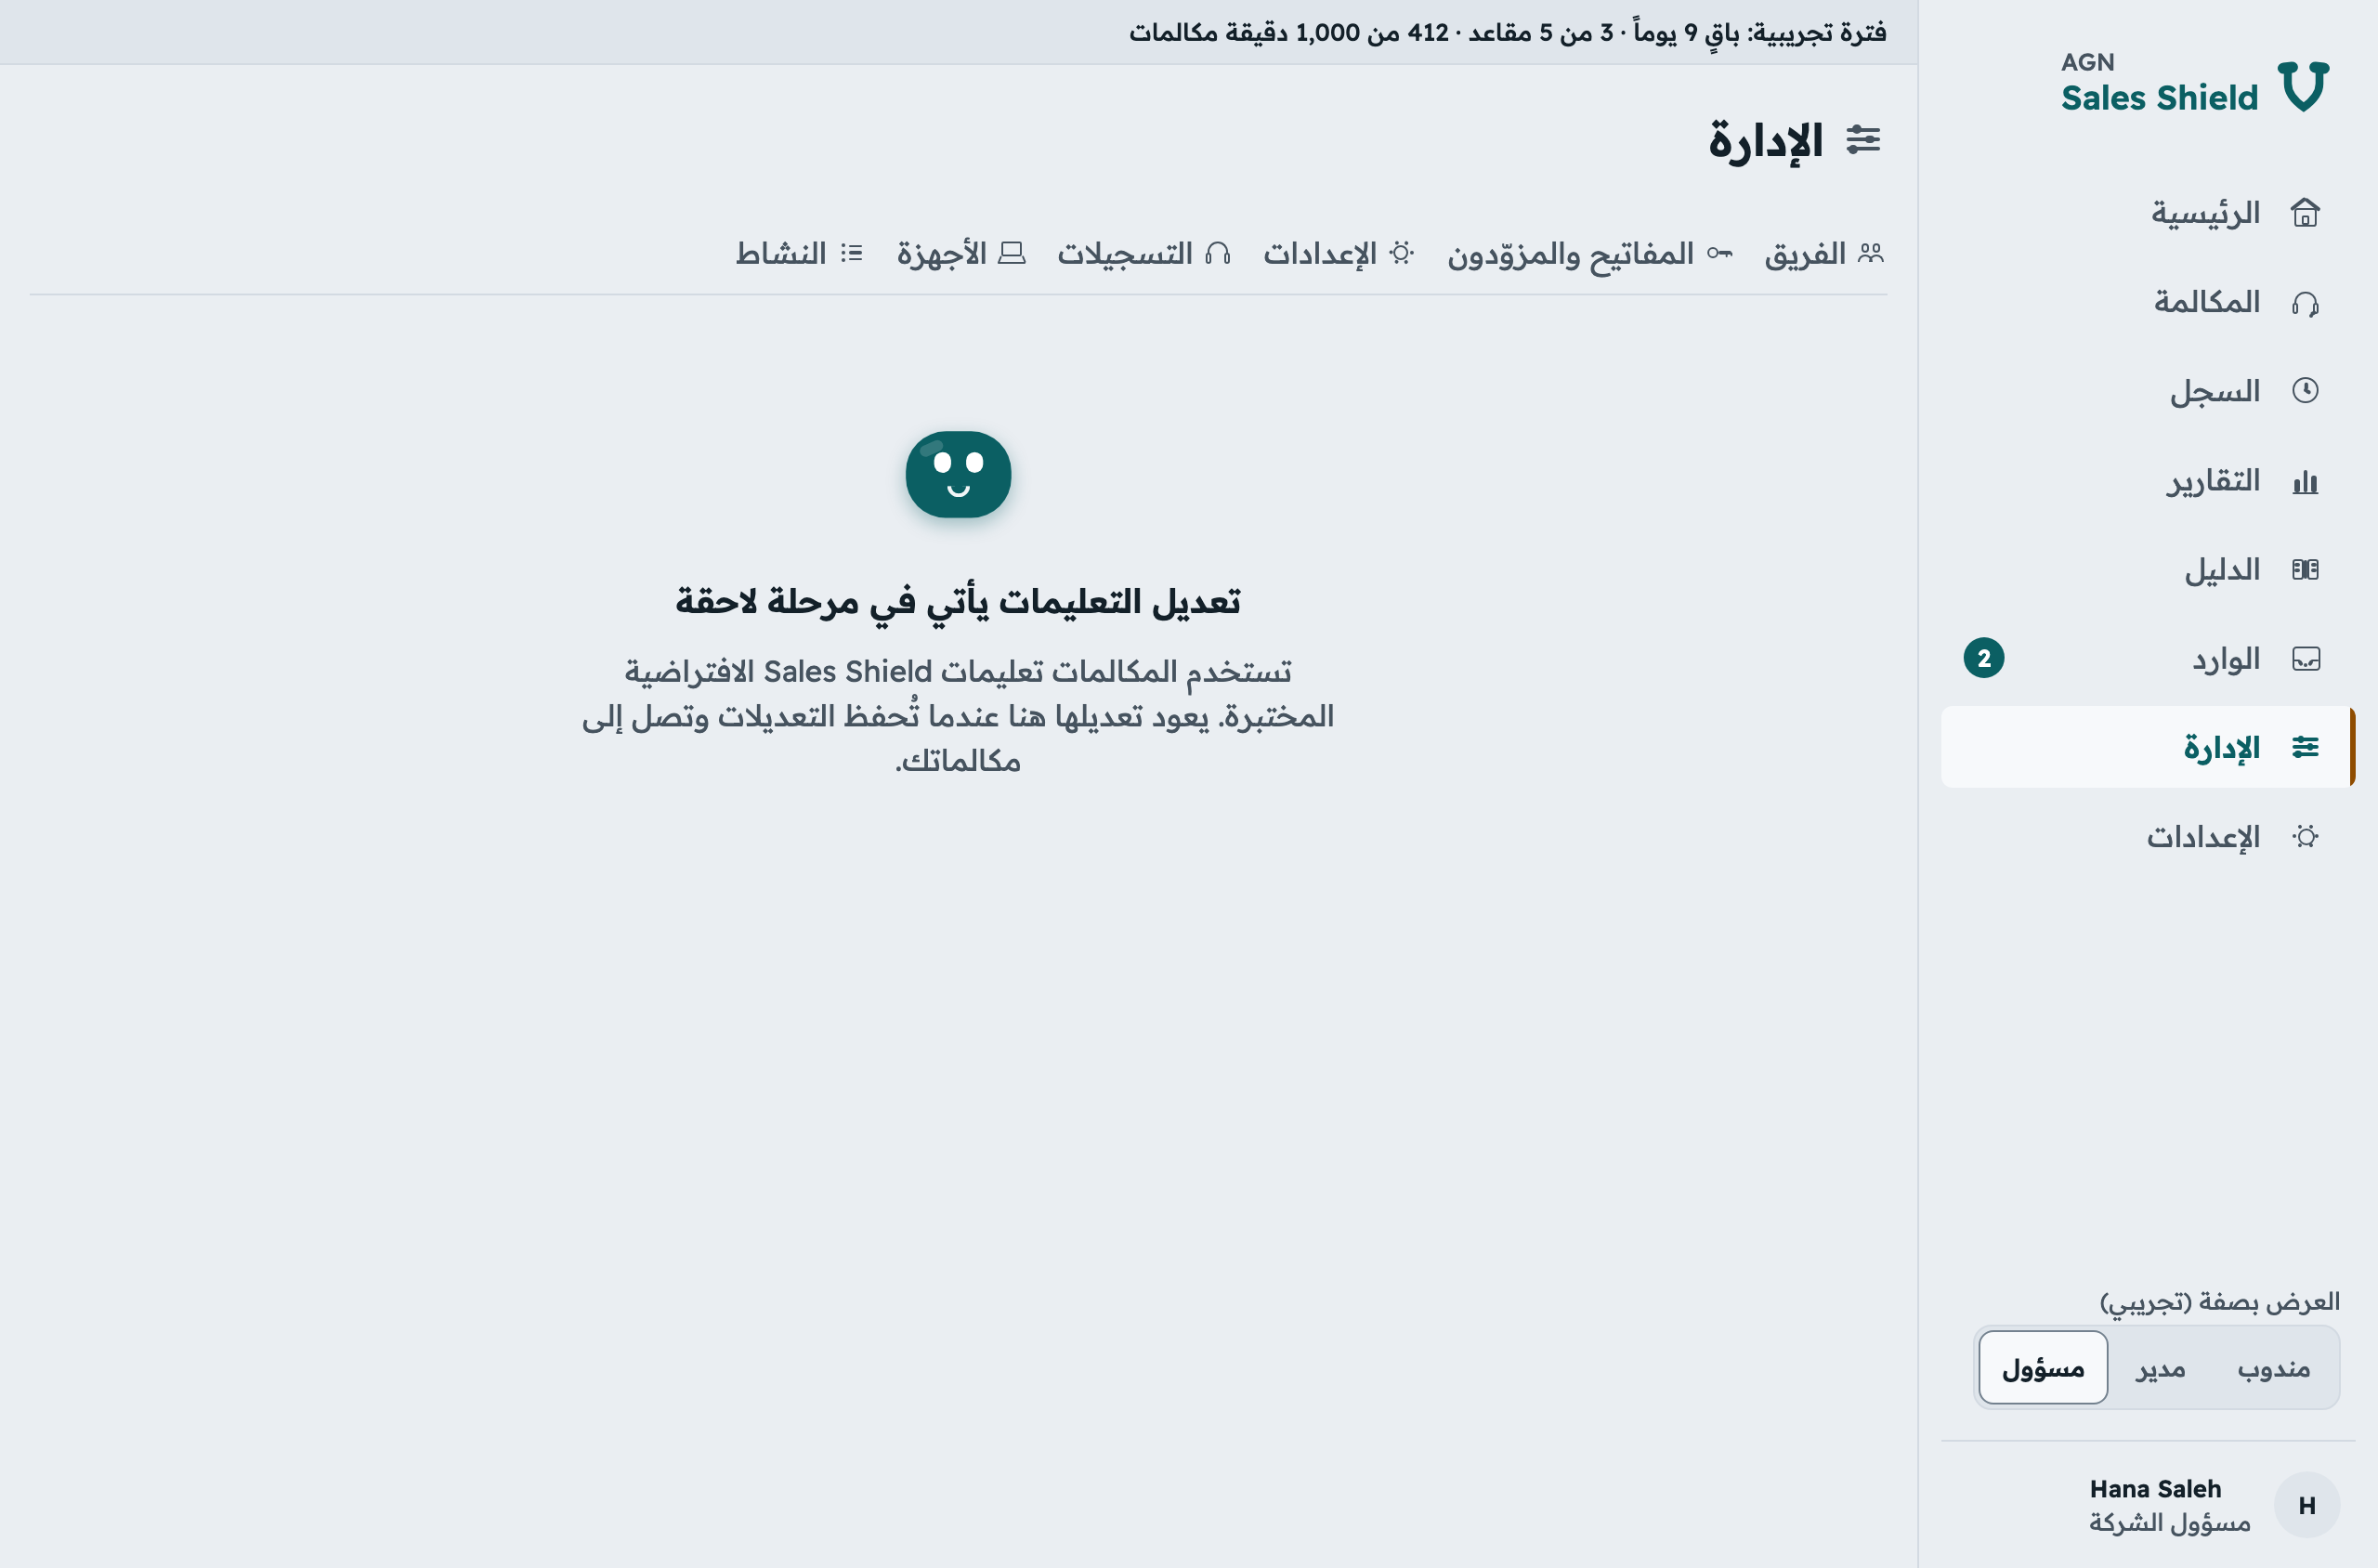 AGN
Sales Shield
الرئيسية
المكالمة
السجل
التقارير
الدليل
الوارد
2
الإدارة
الإعدادات
العرض بصفة (تجريبي)
مندوب
مدير
مسؤول
H
Hana Saleh
مسؤول الشركة
فترة تجريبية: باقٍ 9 يوماً · 3 من 5 مقاعد · 412 من 1,000 دقيقة مكالمات
الإدارة
الفريق
المفاتيح والمزوّدون
الإعدادات
التسجيلات
الأجهزة
النشاط
تعديل التعليمات يأتي في مرحلة لاحقة
تستخدم المكالمات تعليمات Sales Shield الافتراضية
المختبرة. يعود تعديلها هنا عندما تُحفظ التعديلات وتصل إلى
مكالماتك.